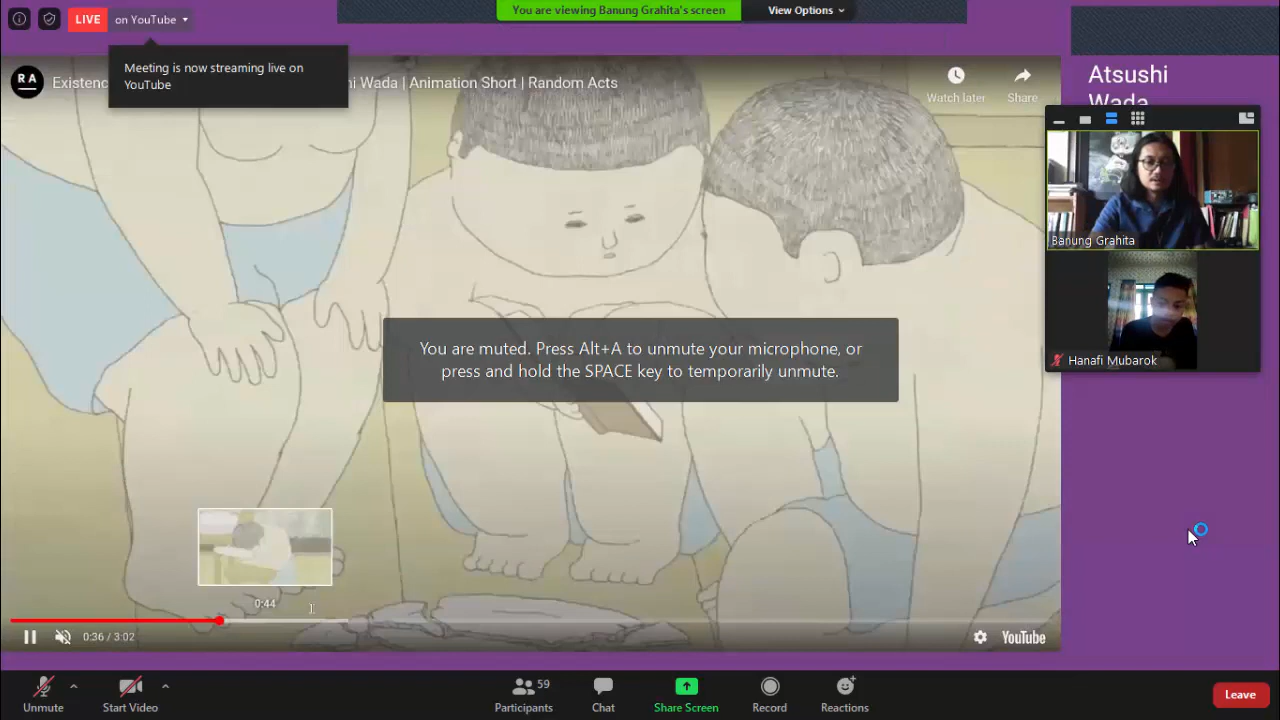 LIVE on YouTube
You are viewing Banung Grahita's screen
View Options
Meeting is now streaming live on
YouTube
RA
Existenc
hi Wada | Animation Short | Random Acts
Watch later
Share
Atsushi
Wada
Banung Grahita
Hanafi Mubarok
You are muted. Press Alt+A to unmute your microphone, or
press and hold the SPACE key to temporarily unmute.
0:44
0:36 / 3:02
YouTube
Unmute
Start Video
59
Participants
Chat
Share Screen
Record
Reactions
Leave